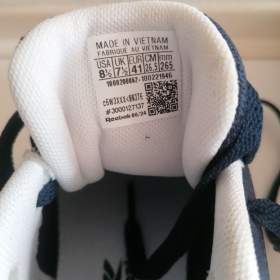 MADE IN VIETNAM
FABRIQUÉ AU VIETNAM
USA UK EUR CM mm
8½ 7½ 41 26.5 265
#3000127137
Reebok 06/24